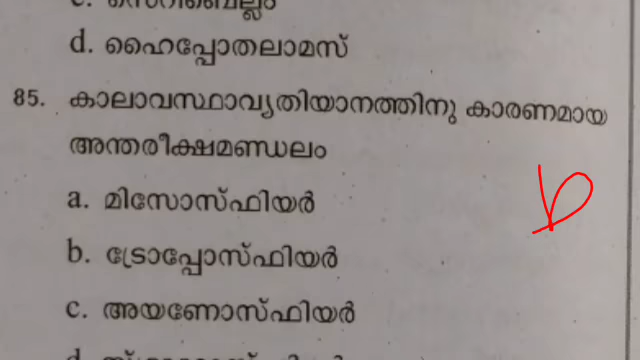 c. സെറിബെല്ലം
d. ഹൈപ്പോതലാമസ്
85. കാലാവസ്ഥാവ്യതിയാനത്തിനു കാരണമായ
അന്തരീക്ഷമണ്ഡലം
a. മിസോസ്ഫിയർ
b. ട്രോപ്പോസ്ഫിയർ
b
c. അയണോസ്ഫിയർ
d.